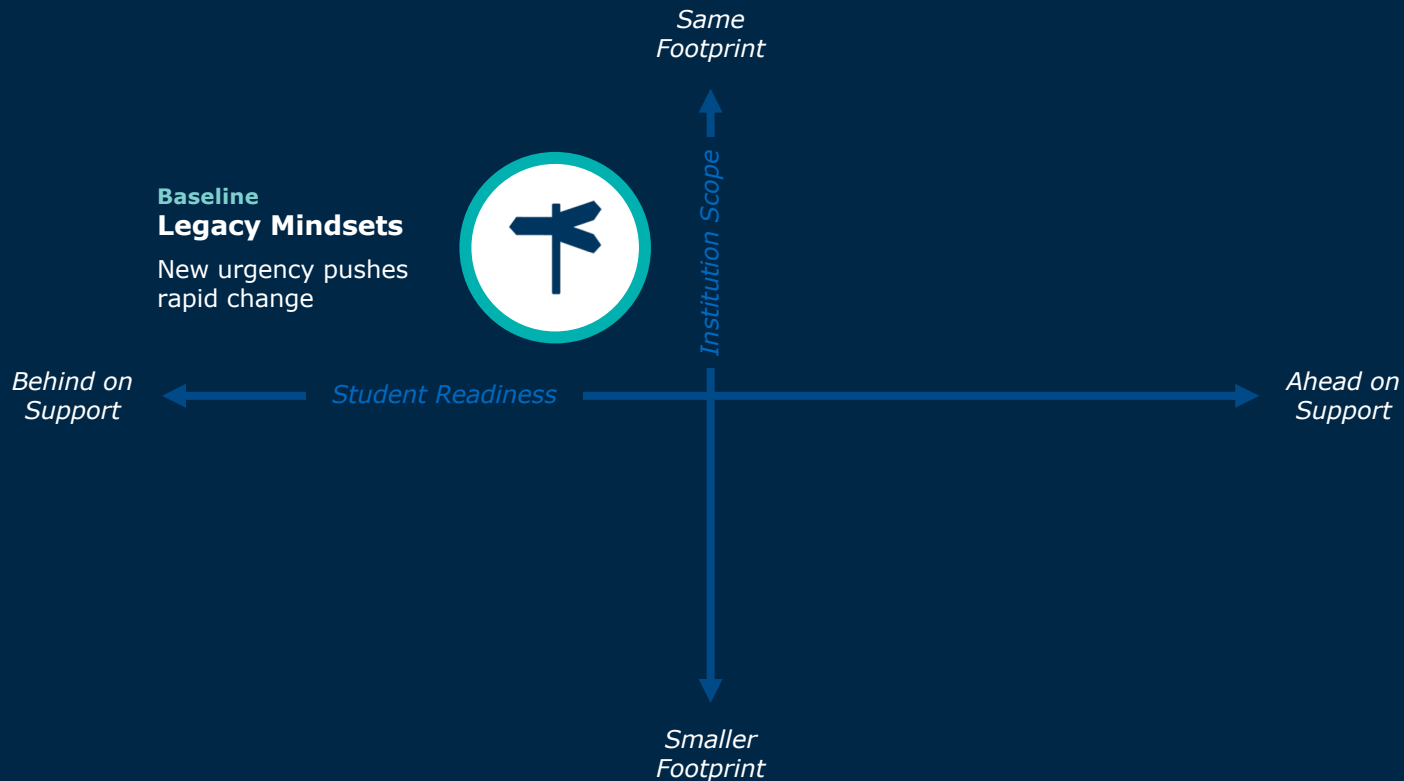 Same
Footprint
Institution Scope
Baseline
Legacy Mindsets
New urgency pushes
rapid change
Behind on
Support
Student Readiness
Ahead on
Support
Smaller
Footprint